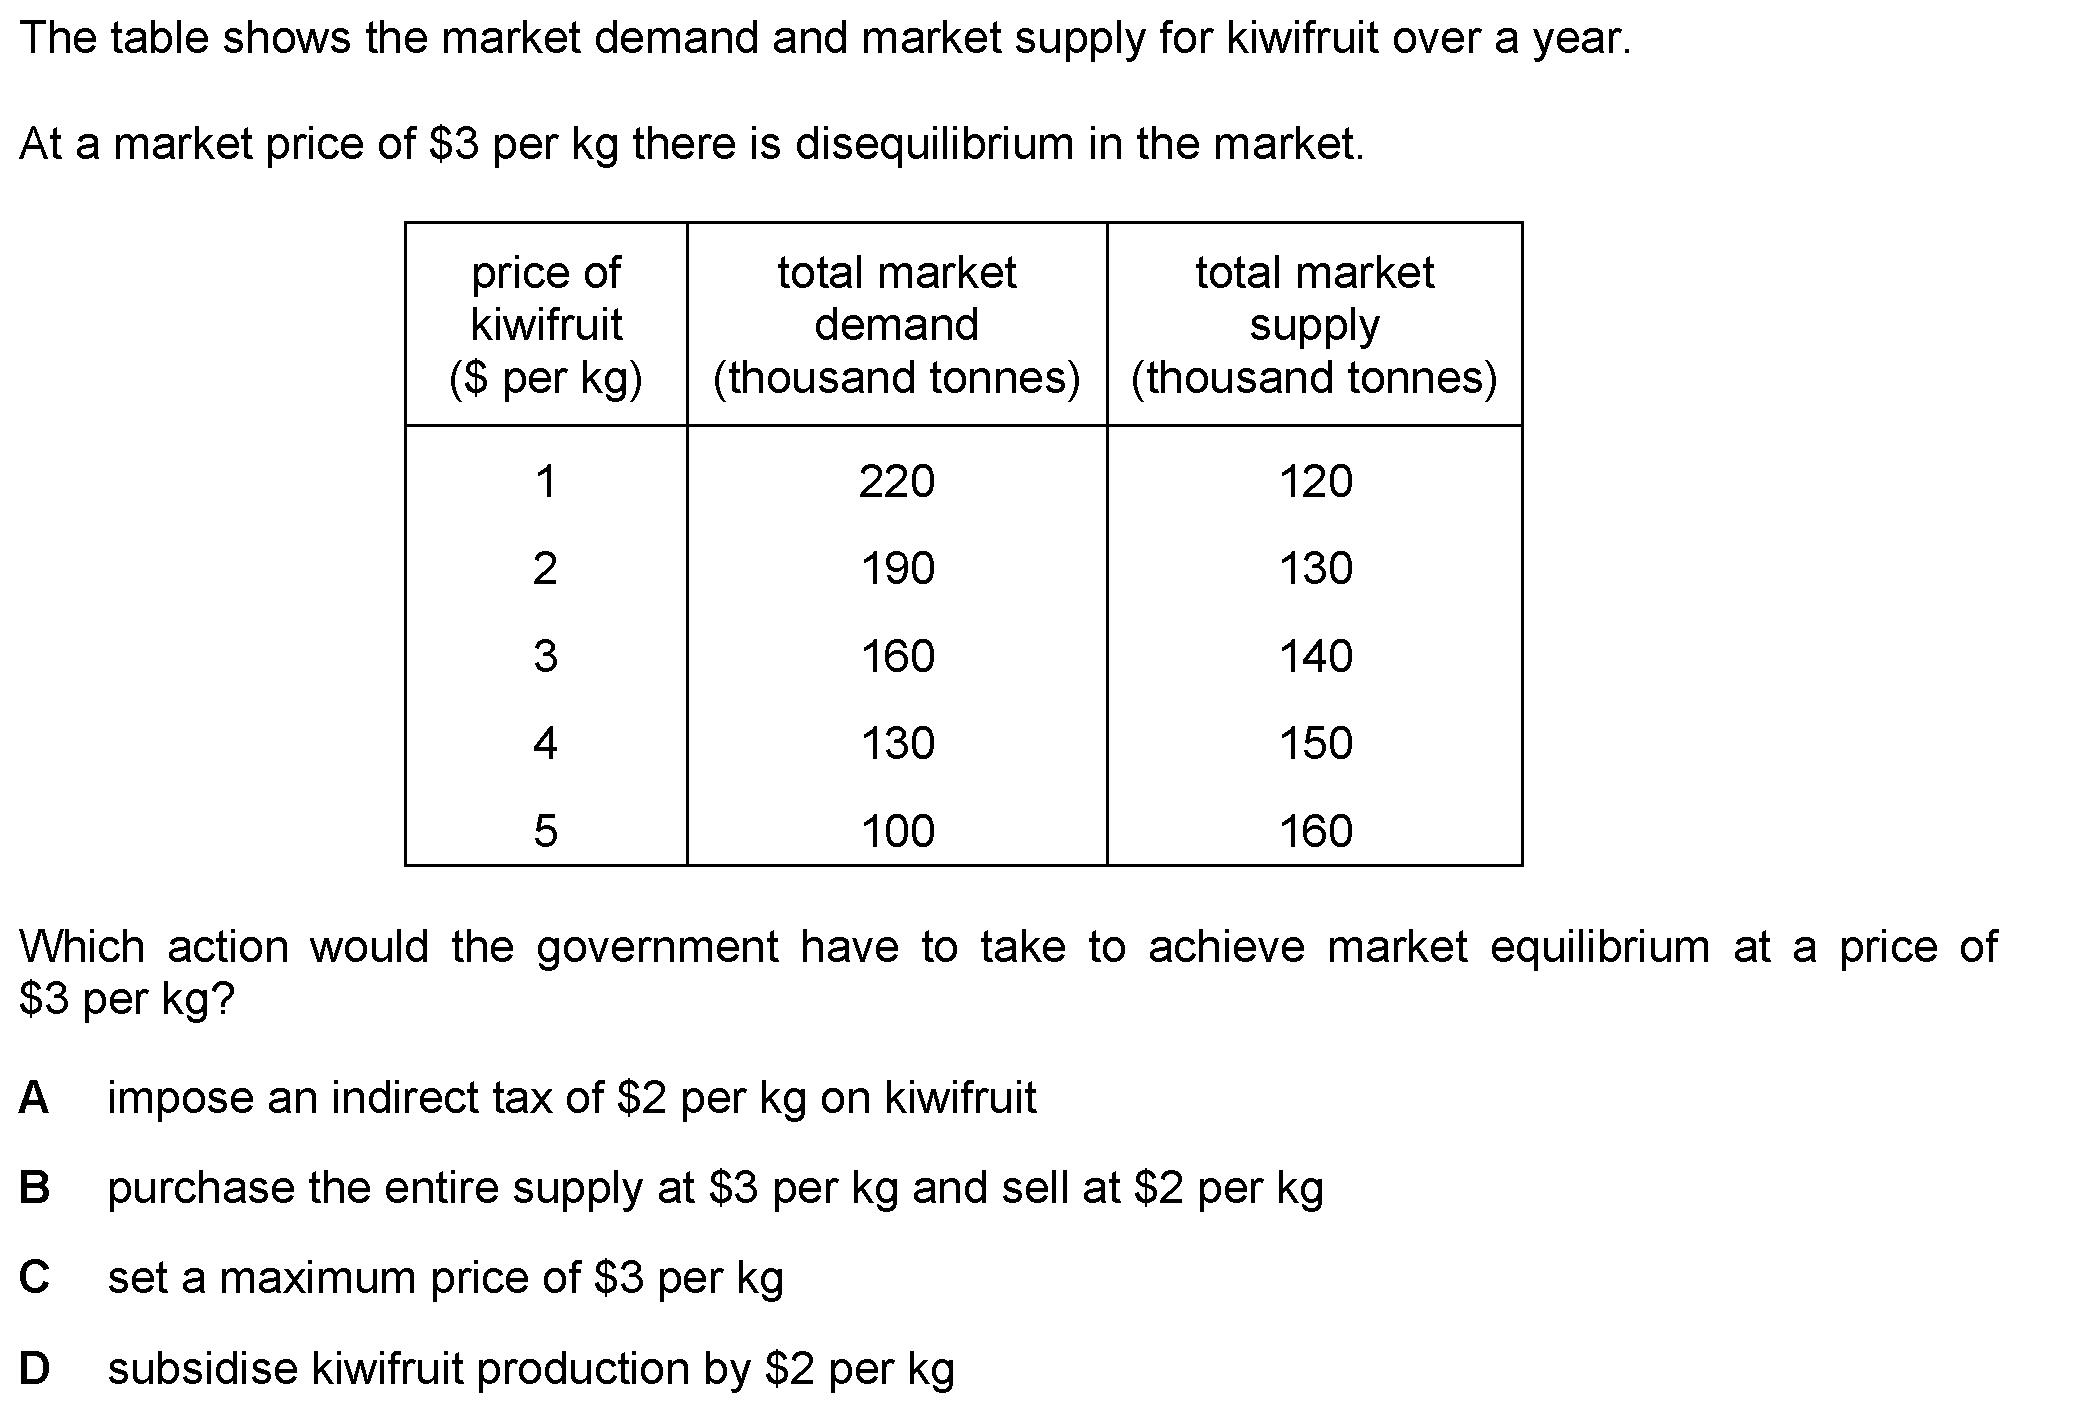 The table shows the market demand and market supply for kiwifruit over a year.
At a market price of $3 per kg there is disequilibrium in the market.
price of kiwifruit ($ per kg) total market demand (thousand tonnes) total market supply (thousand tonnes)
1 220 120
2 190 130
3 160 140
4 130 150
5 100 160
Which action would the government have to take to achieve market equilibrium at a price of
$3 per kg?
A impose an indirect tax of $2 per kg on kiwifruit
B purchase the entire supply at $3 per kg and sell at $2 per kg
C set a maximum price of $3 per kg
D subsidise kiwifruit production by $2 per kg